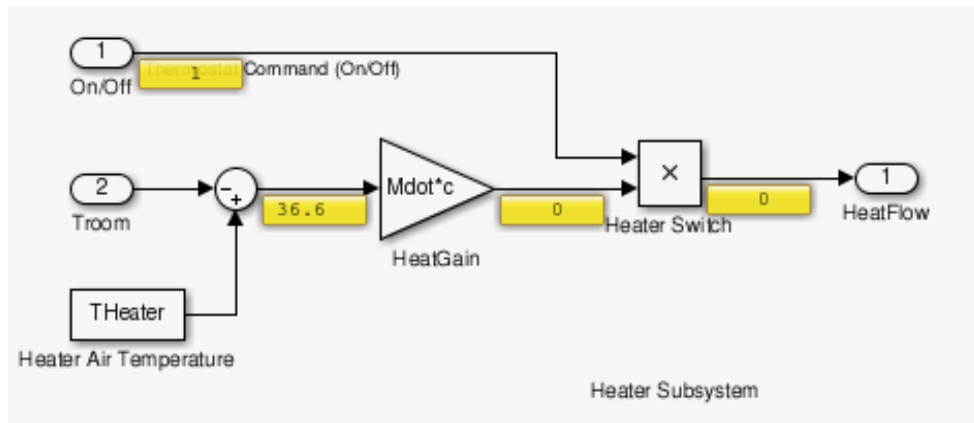 1
On/Off
1
Thermostat Command (On/Off)
2
Troom
-
+
36.6
Mdot*c
HeatGain
0
×
Heater Switch
0
1
HeatFlow
THeater
Heater Air Temperature
Heater Subsystem